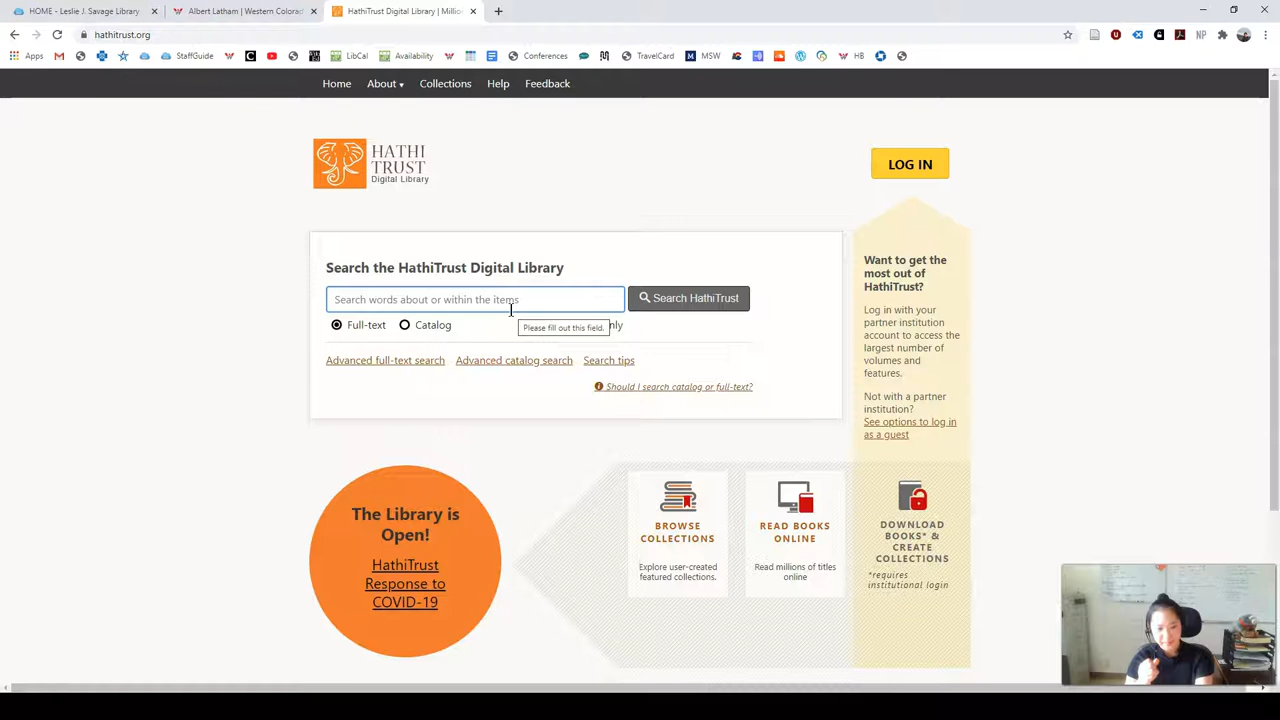 HOME - Leslie J. Savage Library
Albert Latham | Western Colorad
HathiTrust Digital Library | Millio
hathitrust.org
Apps
StaffGuide
LibCal
Availability
Conferences
TravelCard
MSW
HB
NP
Home
About
Collections
Help
Feedback
HATHI
TRUST
Digital Library
LOG IN
Search the HathiTrust Digital Library
Search words about or within the items
Search HathiTrust
Full-text
Catalog
Please fill out this field.
nly
Advanced full-text search
Advanced catalog search
Search tips
Should I search catalog or full-text?
Want to get the
most out of
HathiTrust?
Log in with your
partner institution
account to access the
largest number of
volumes and
features.
Not with a partner
institution?
See options to log in
as a guest
The Library is
Open!
HathiTrust
Response to
COVID-19
BROWSE
COLLECTIONS
Explore user-created
featured collections.
READ BOOKS
ONLINE
Read millions of titles
online
DOWNLOAD
BOOKS* &
CREATE
COLLECTIONS
*requires
institutional login